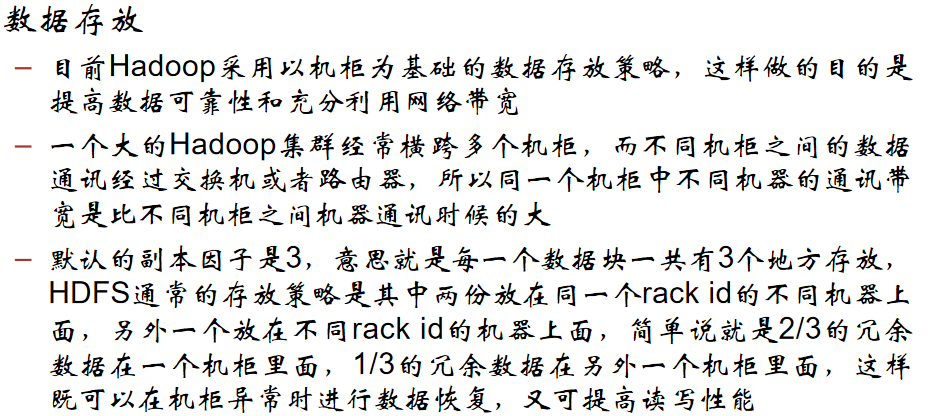 数据存放
– 目前Hadoop采用以机柜为基础的数据存放策略，这样做的目的是
提高数据可靠性和充分利用网络带宽
– 一个大的Hadoop集群经常横跨多个机柜，而不同机柜之间的数据
通讯经过交换机或者路由器，所以同一个机柜中不同机器的通讯带
宽是比不同机柜之间机器通讯时候的大
– 默认的副本因子是3，意思就是每一个数据块一共有3个地方存放，
HDFS通常的存放策略是其中两份放在同一个rack id的不同机器上
面，另外一个放在不同rack id的机器上面，简单说就是2/3的冗余
数据在一个机柜里面，1/3的冗余数据在另外一个机柜里面，这样
既可以在机柜异常时进行数据恢复，又可提高读写性能